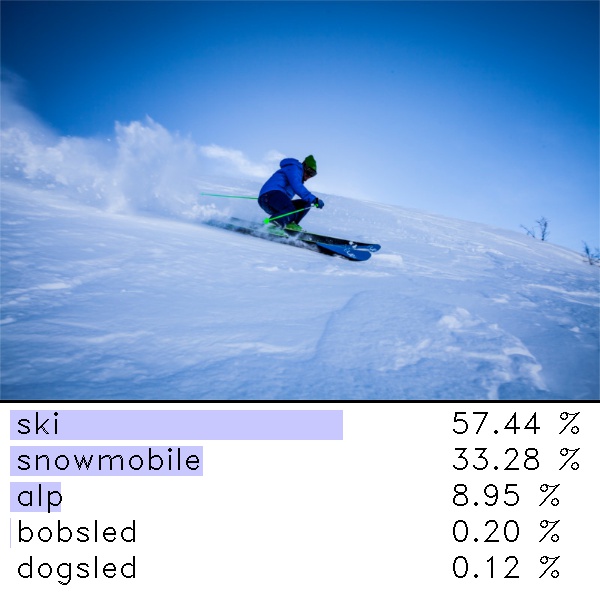 ski 57.44 %
snowmobile 33.28 %
alp 8.95 %
bobsled 0.20 %
dogsled 0.12 %